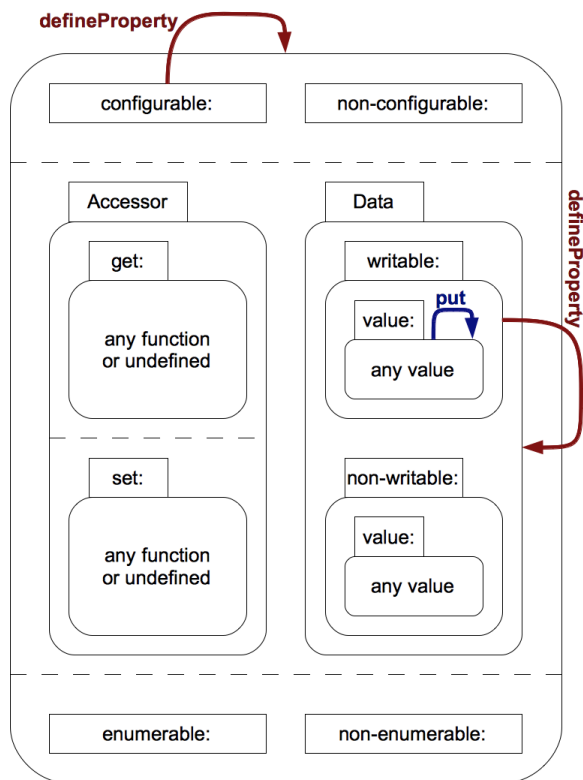 defineProperty
configurable:
non-configurable:
Accessor
Data
get:
any function
or undefined
writable:
put
value:
any value
defineProperty
set:
any function
or undefined
non-writable:
value:
any value
enumerable:
non-enumerable: